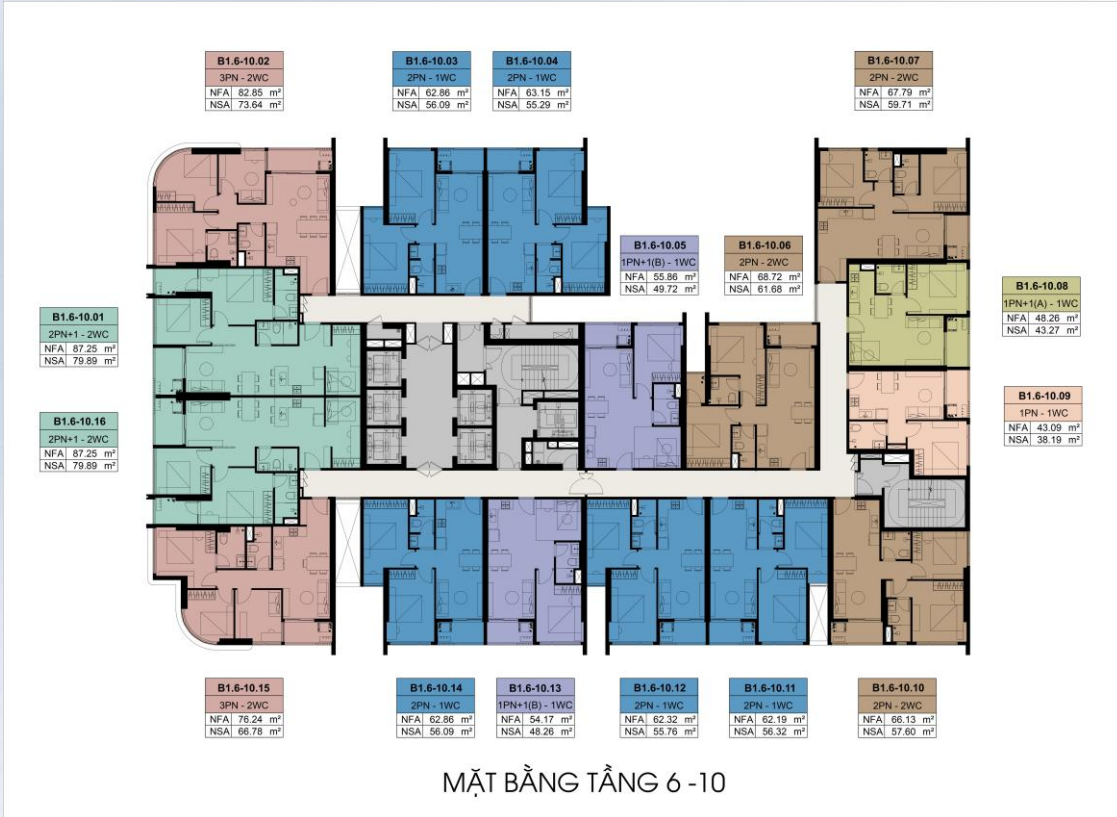 B1.6-10.02
3PN - 2WC
NFA 82.85 m²
NSA 73.64 m²
B1.6-10.03
2PN - 1WC
NFA 62.86 m²
NSA 56.09 m²
B1.6-10.04
2PN - 1WC
NFA 63.15 m²
NSA 55.29 m²
B1.6-10.07
2PN - 2WC
NFA 67.79 m²
NSA 59.71 m²
B1.6-10.05
1PN+1(B) - 1WC
NFA 55.86 m²
NSA 49.72 m²
B1.6-10.06
2PN - 2WC
NFA 68.72 m²
NSA 61.68 m²
B1.6-10.08
1PN+1(A) - 1WC
NFA 48.26 m²
NSA 43.27 m²
B1.6-10.01
2PN+1 - 2WC
NFA 87.25 m²
NSA 79.89 m²
B1.6-10.09
1PN - 1WC
NFA 43.09 m²
NSA 38.19 m²
B1.6-10.16
2PN+1 - 2WC
NFA 87.25 m²
NSA 79.89 m²
B1.6-10.15
3PN - 2WC
NFA 76.24 m²
NSA 66.78 m²
B1.6-10.14
2PN - 1WC
NFA 62.86 m²
NSA 56.09 m²
B1.6-10.13
1PN+1(B) - 1WC
NFA 54.17 m²
NSA 48.26 m²
B1.6-10.12
2PN - 1WC
NFA 62.32 m²
NSA 55.76 m²
B1.6-10.11
2PN - 1WC
NFA 62.19 m²
NSA 56.32 m²
B1.6-10.10
2PN - 2WC
NFA 66.13 m²
NSA 57.60 m²
MẶT BẰNG TẦNG 6 -10